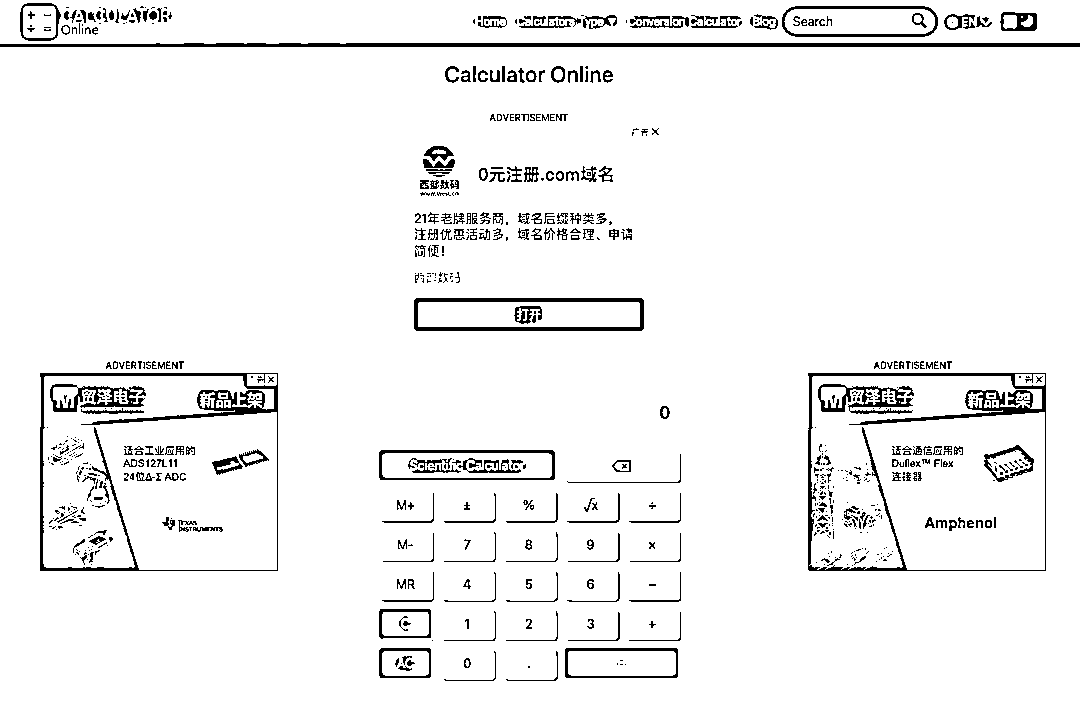 CALCULATOR
Online
Home
Calculators Type
Conversion Calculator
Blog
Search
EN
Calculator Online
ADVERTISEMENT
广告
西部数码
www.west.cn
0元注册.com域名
21年老牌服务商，域名后缀种类多，
注册优惠活动多，域名价格合理、申请
简便！
西部数码
打开
ADVERTISEMENT
贸泽电子
新品上架
适合工业应用的
ADS127L11
24位Δ-Σ ADC
TEXAS
INSTRUMENTS
ADVERTISEMENT
贸泽电子
新品上架
适合通信应用的
Duflex™ Flex
连接器
Amphenol
0
Scientific Calculator
M+ ± % √x ÷
M- 7 8 9 ×
MR 4 5 6 −
C 1 2 3 +
AC 0 . =